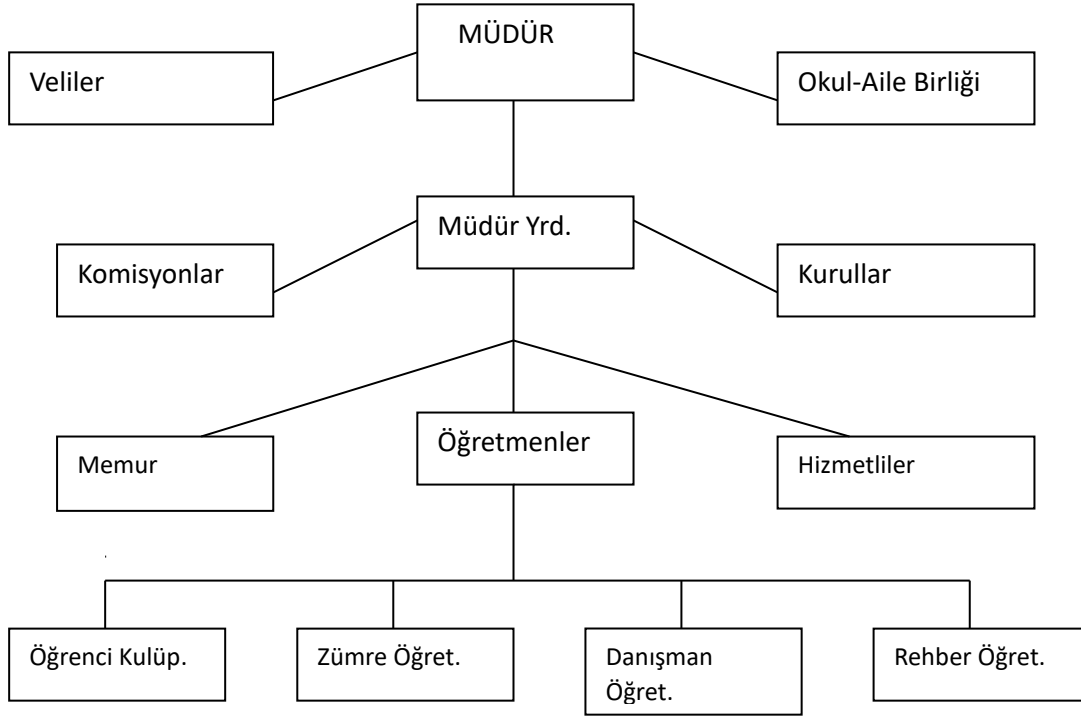 MÜDÜR
Veliler
Okul-Aile Birliği
Müdür Yrd.
Komisyonlar
Kurullar
Öğretmenler
Memur
Hizmetliler
Öğrenci Kulüp.
Zümre Öğret.
Danışman
Öğret.
Rehber Öğret.